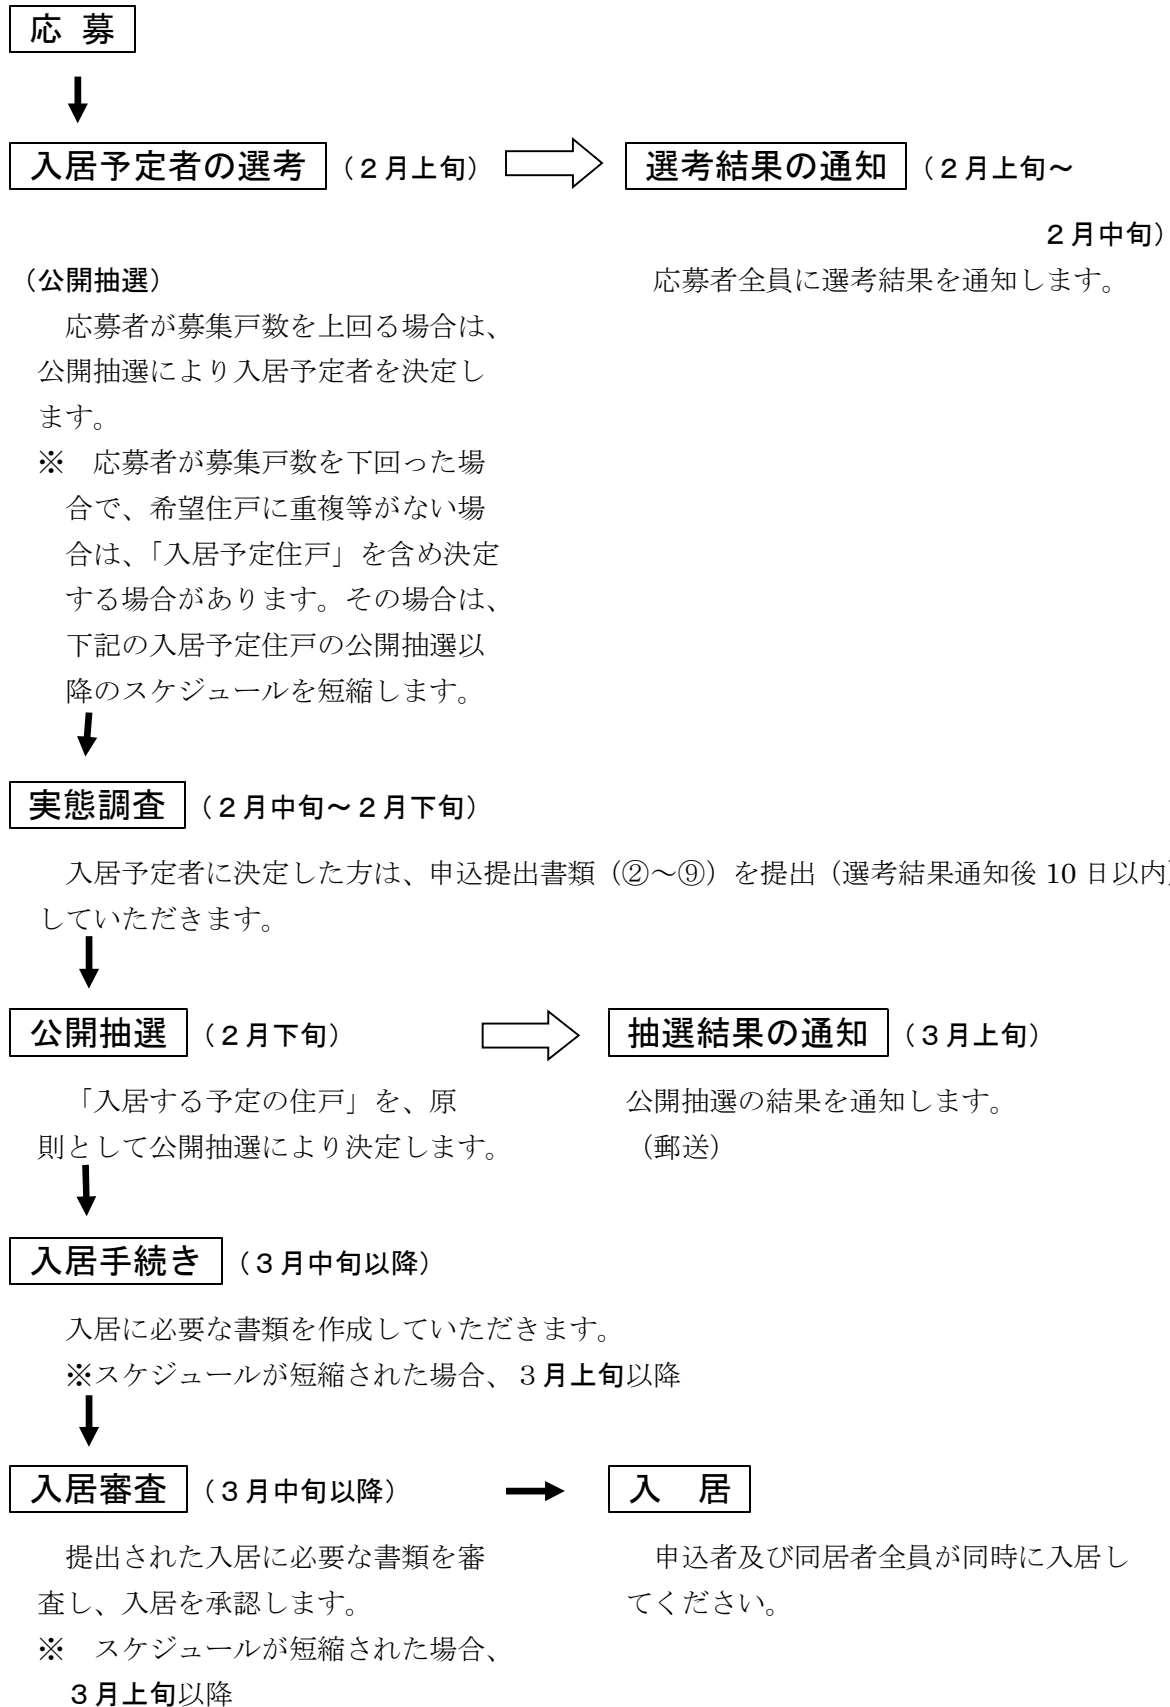 応 募
入居予定者の選考 （２月上旬）
選考結果の通知 （２月上旬～
２月中旬）
（公開抽選）
応募者が募集戸数を上回る場合は、
公開抽選により入居予定者を決定し
ます。
※　応募者が募集戸数を下回った場
合で、希望住戸に重複等がない場
合は、「入居予定住戸」を含め決定
する場合があります。その場合は、
下記の入居予定住戸の公開抽選以
降のスケジュールを短縮します。
応募者全員に選考結果を通知します。
実態調査 （２月中旬～２月下旬）
入居予定者に決定した方は、申込提出書類（②～⑨）を提出（選考結果通知後 10 日以内）
していただきます。
公開抽選 （２月下旬）
抽選結果の通知 （３月上旬）
「入居する予定の住戸」を、原
則として公開抽選により決定します。
公開抽選の結果を通知します。
（郵送）
入居手続き （３月中旬以降）
入居に必要な書類を作成していただきます。
※スケジュールが短縮された場合、３月上旬以降
入居審査 （３月中旬以降）
入　居
提出された入居に必要な書類を審
査し、入居を承認します。
※　スケジュールが短縮された場合、
３月上旬以降
申込者及び同居者全員が同時に入居し
てください。